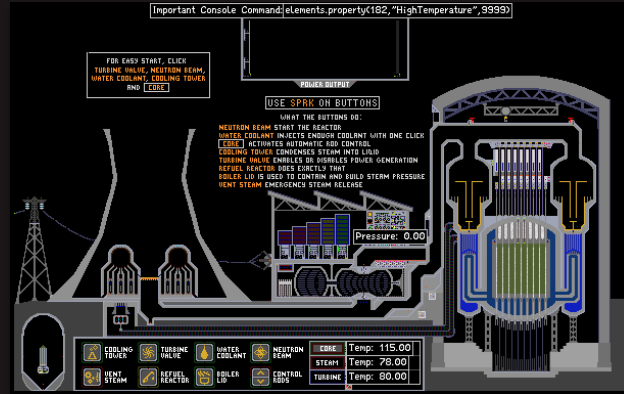 Important Console Command: elements.property(182,"HighTemperature",9999)
FOR EASY START, CLICK
TURBINE VALVE, NEUTRON BEAM,
WATER COOLANT, COOLING TOWER
AND CORE
POWER OUTPUT
USE SPRK ON BUTTONS
WHAT THE BUTTONS DO:
NEUTRON BEAM START THE REACTOR
WATER COOLANT INJECTS ENOUGH COOLANT WITH ONE CLICK
CORE ACTIVATES AUTOMATIC ROD CONTROL
COOLING TOWER CONDENSES STEAM INTO LIQID
TURBINE VALVE ENABLES OR DISABLES POWER GENERATION
REFUEL REACTOR DOES EXACTLY THAT
BOILER LID IS USED TO CONTAIN AND BUILD STEAM PRESSURE
VENT STEAM EMERGENCY STEAM RELEASE
Pressure: 0.00
COOLING TOWER
TURBINE VALVE
WATER COOLANT
NEUTRON BEAM
CORE Temp: 115.00
STEAM Temp: 78.00
VENT STEAM
REFUEL REACTOR
BOILER LID
CONTROL RODS
TURBINE Temp: 80.00